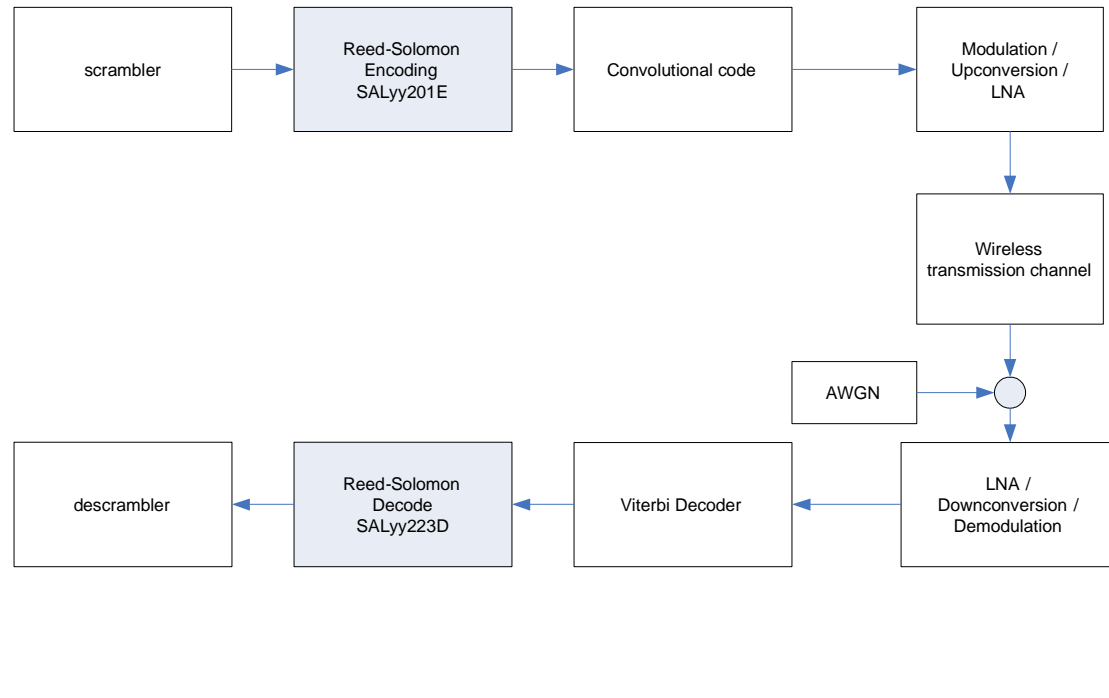 scrambler
Reed-Solomon
Encoding
SALyy201E
Convolutional code
Modulation /
Upconversion /
LNA
Wireless
transmission channel
AWGN
LNA /
Downconversion /
Demodulation
Viterbi Decoder
Reed-Solomon
Decode
SALyy223D
descrambler